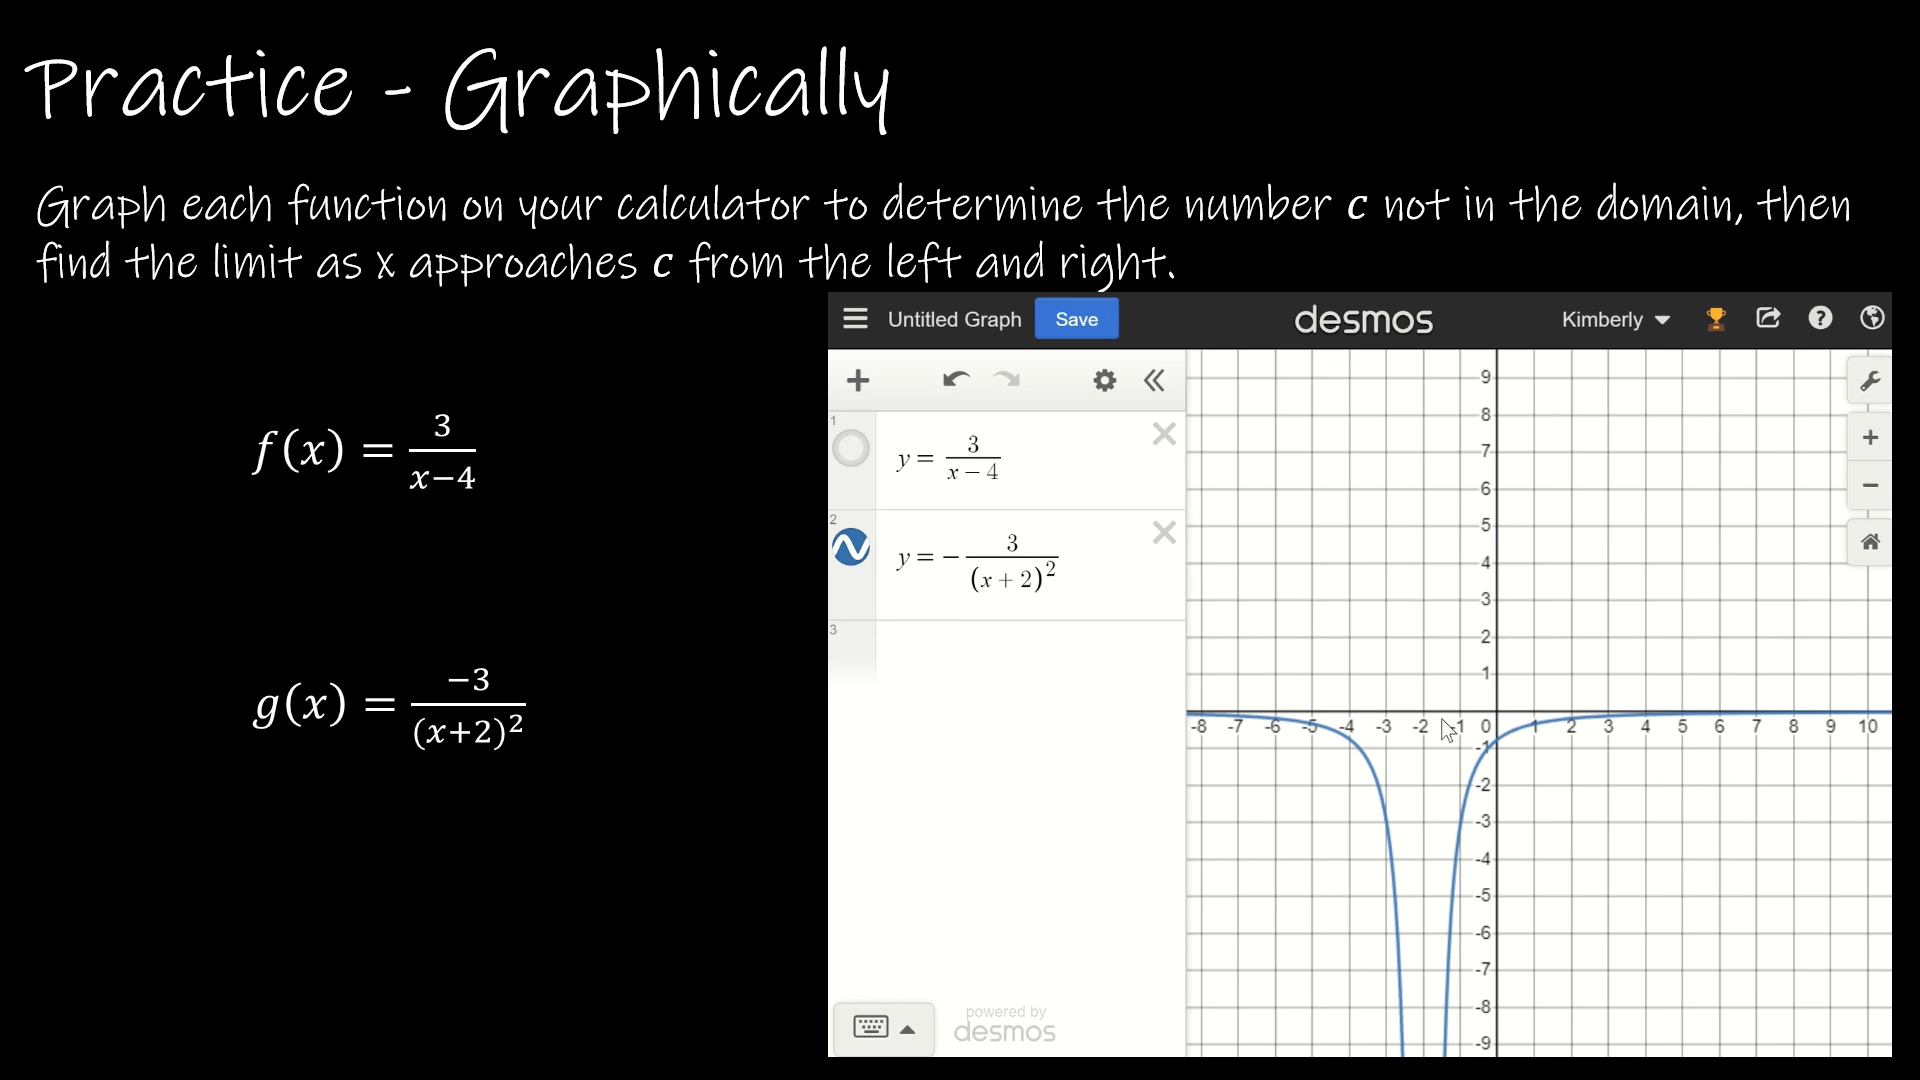 Practice - Graphically
Graph each function on your calculator to determine the number c not in the domain, then
find the limit as x approaches c from the left and right.
f(x) = 3/(x−4)
g(x) = −3/(x+2)²
Untitled Graph Save desmos Kimberly
1
y = 3/(x − 4)
2
y = − 3/(x + 2)²
3
powered by
desmos
9
8
7
6
5
4
3
2
1
-8 -7 -6 -5 -4 -3 -2 -1 0 1 2 3 4 5 6 7 8 9 10
-1
-2
-3
-4
-5
-6
-7
-8
-9